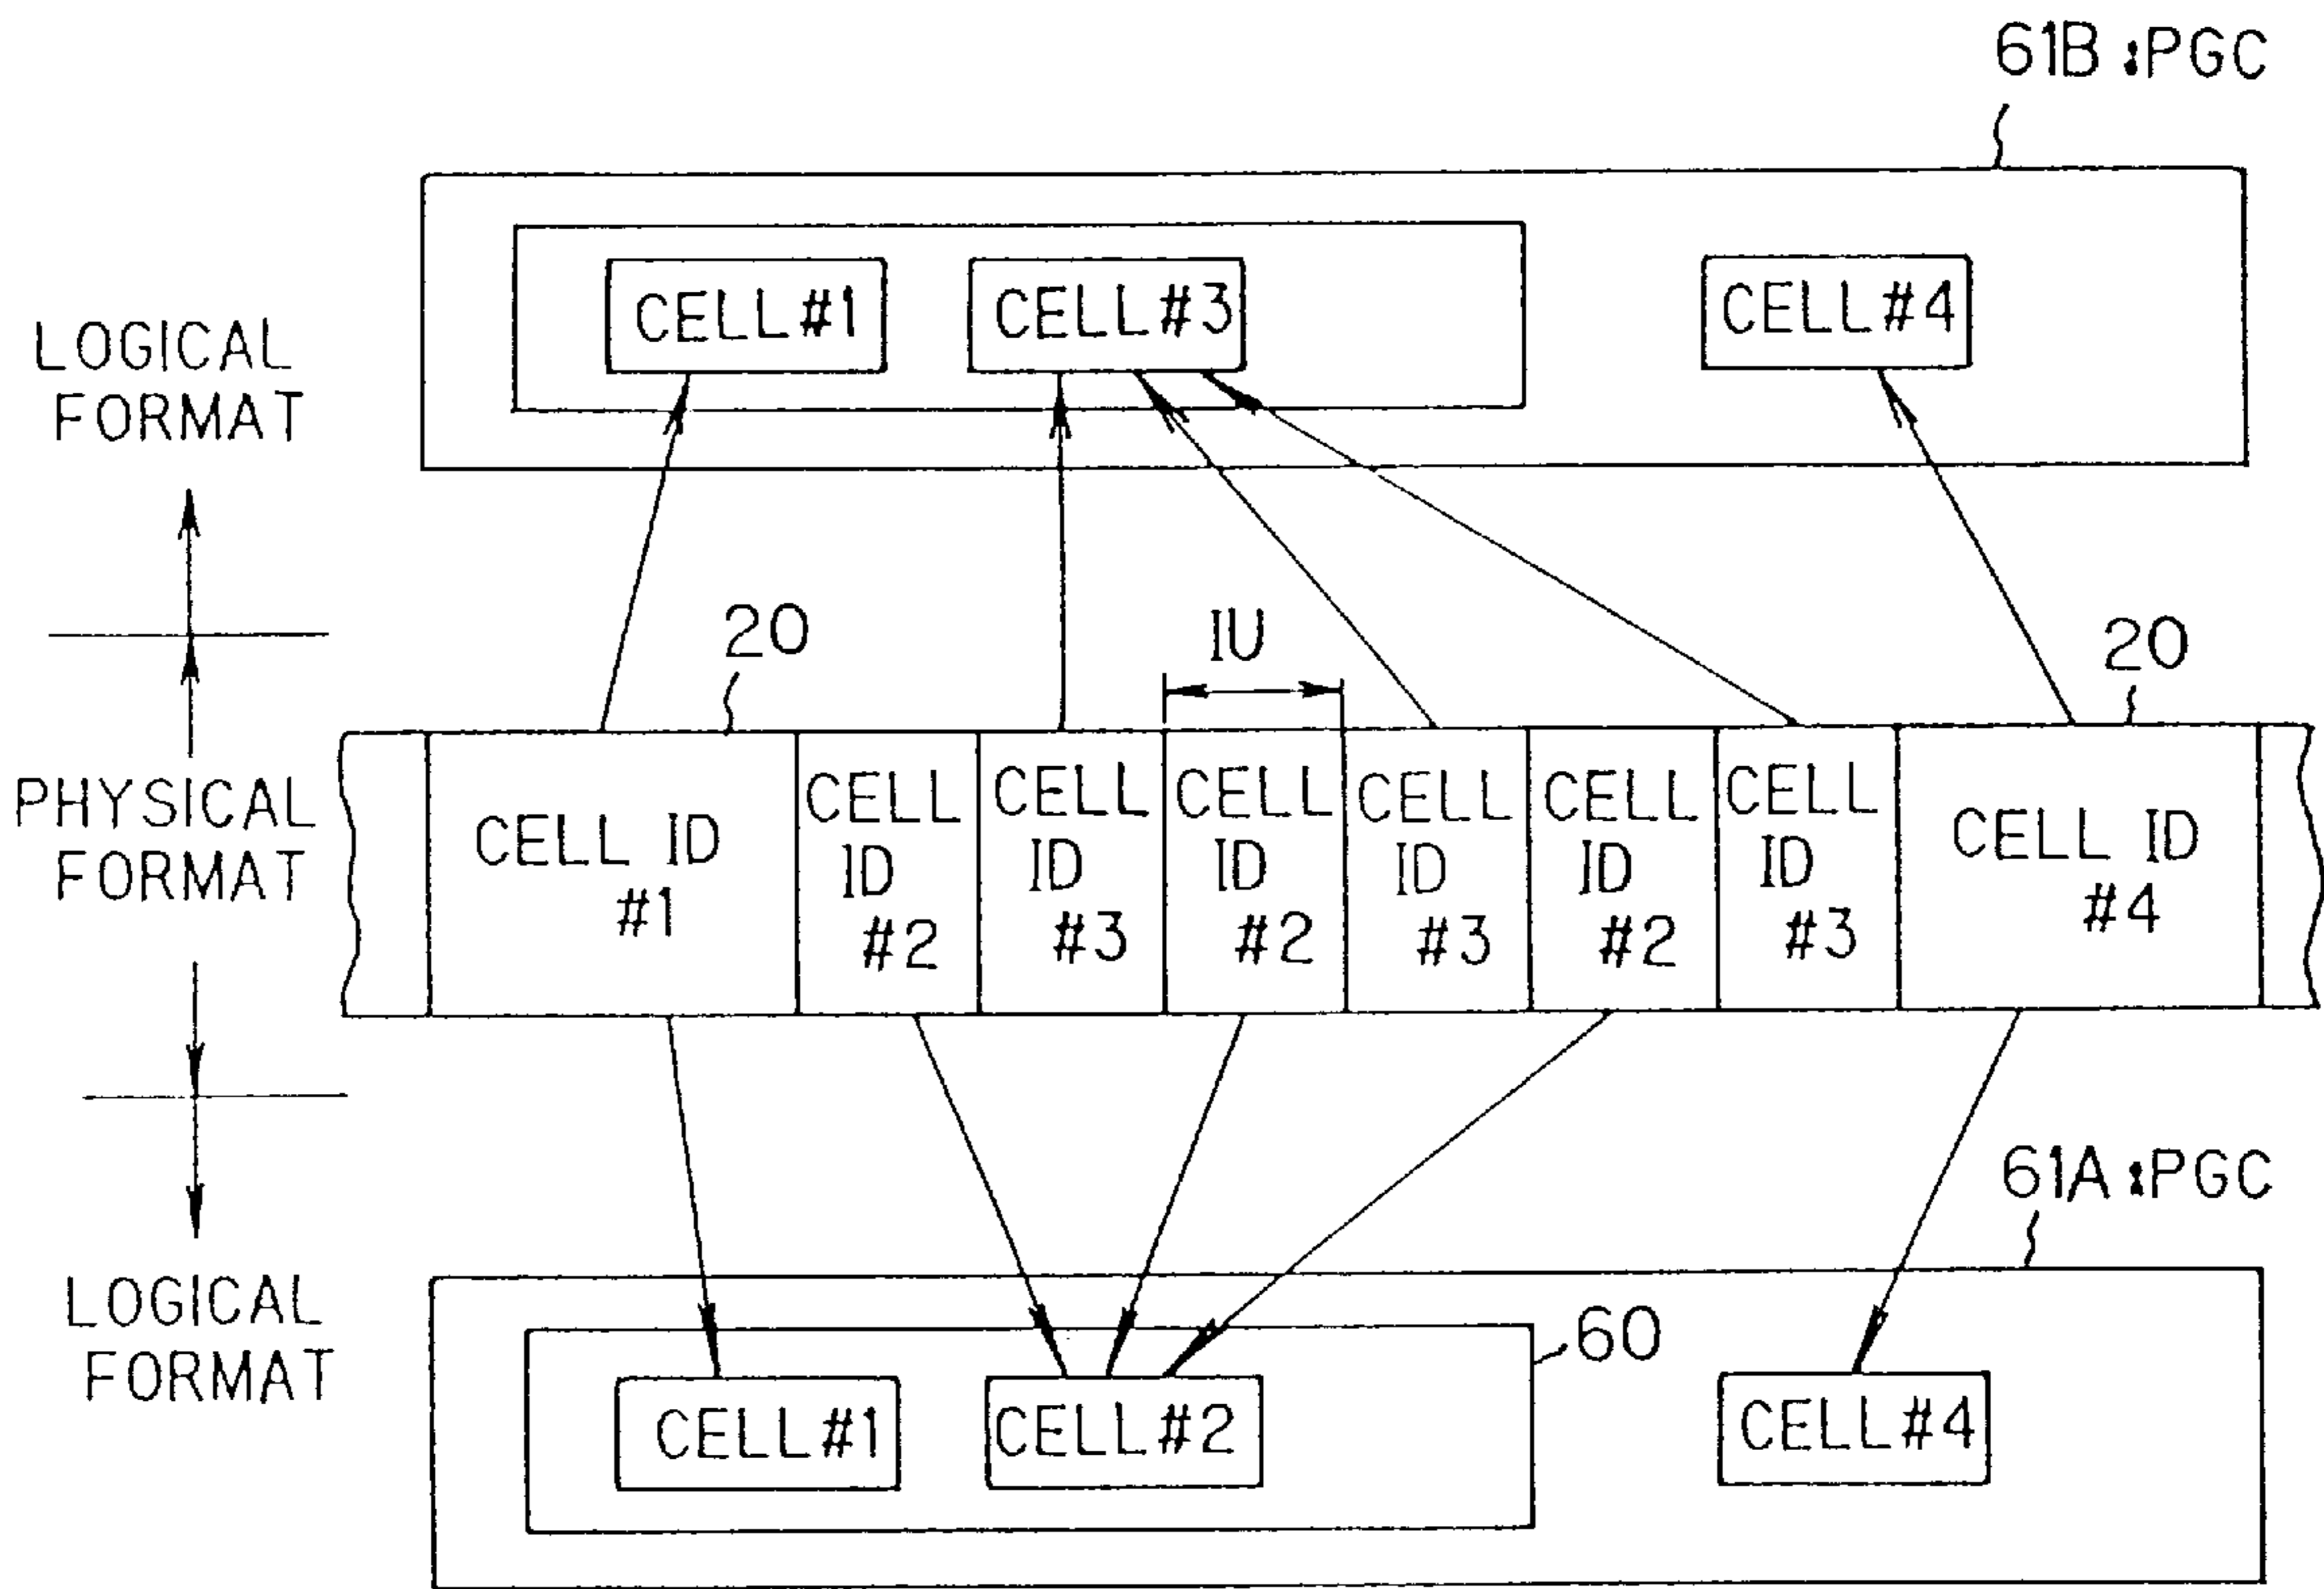 61B :PGC
CELL#1
CELL#3
CELL#4
LOGICAL
FORMAT
20
IU
20
PHYSICAL
FORMAT
CELL ID
#1
CELL
ID
#2
CELL
ID
#3
CELL
ID
#2
CELL
ID
#3
CELL
ID
#2
CELL
ID
#3
CELL ID
#4
61A :PGC
LOGICAL
FORMAT
60
CELL#1
CELL#2
CELL#4